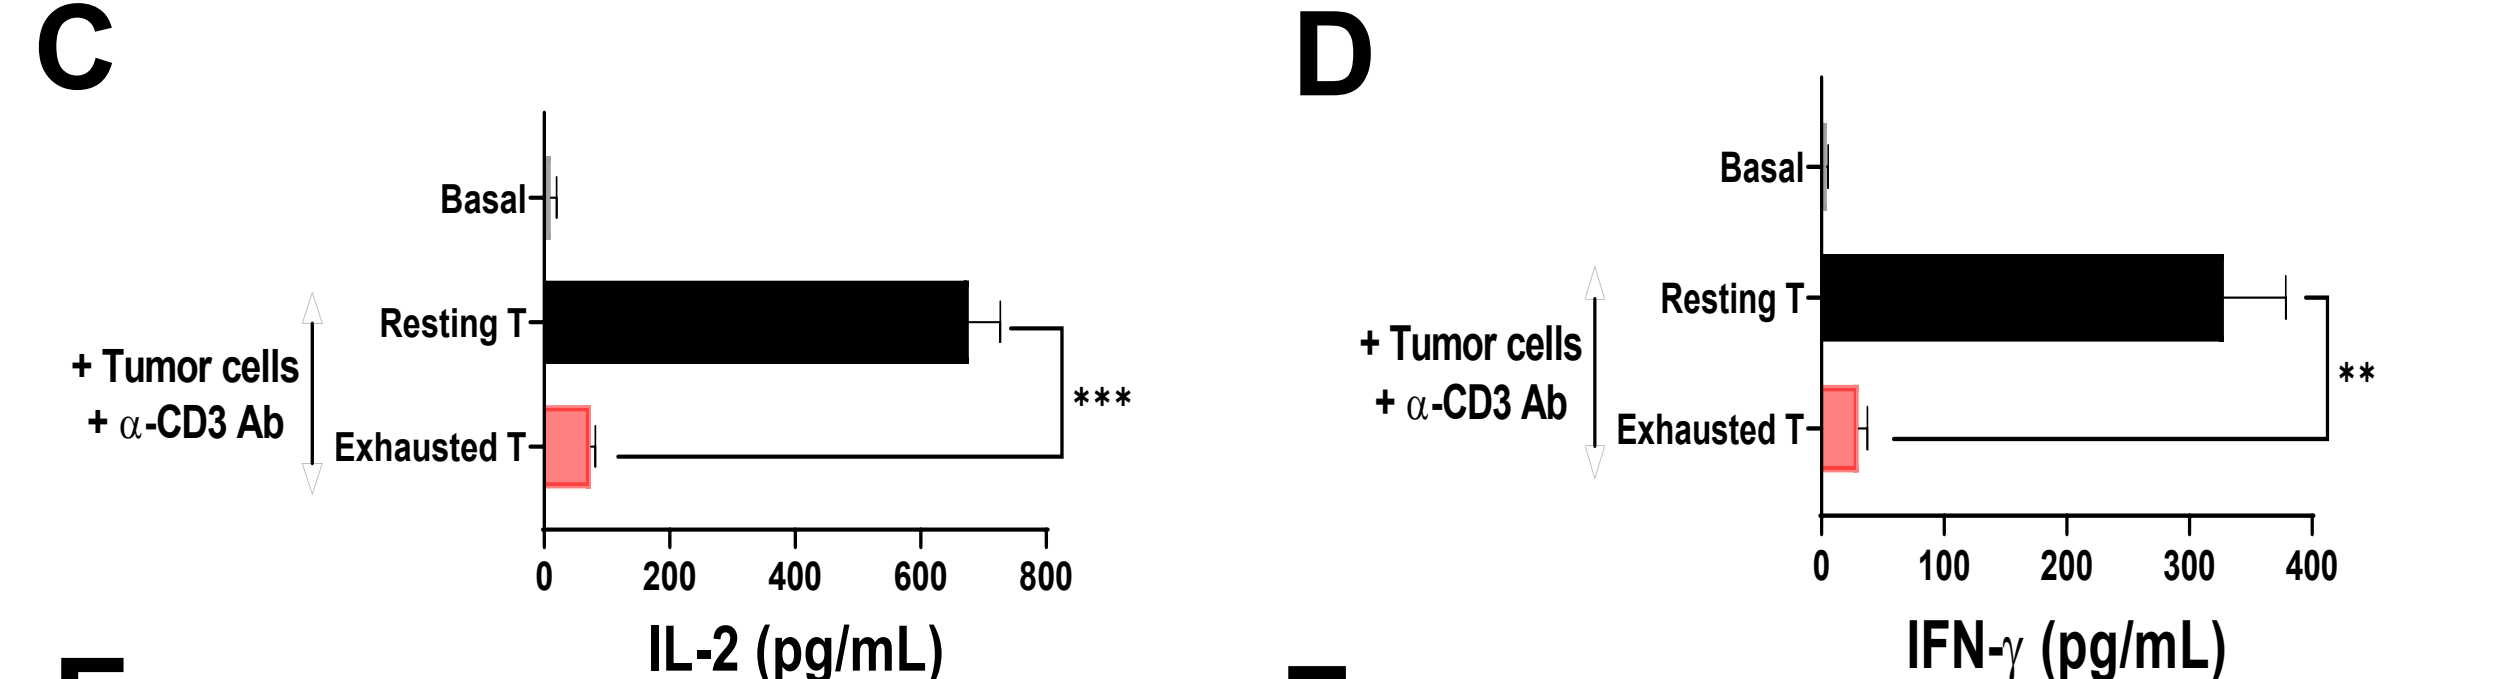 C
Basal
Resting T
+ Tumor cells
+ α-CD3 Ab
Exhausted T
***
0 200 400 600 800
IL-2 (pg/mL)
D
Basal
Resting T
+ Tumor cells
+ α-CD3 Ab
Exhausted T
**
0 100 200 300 400
IFN-γ (pg/mL)